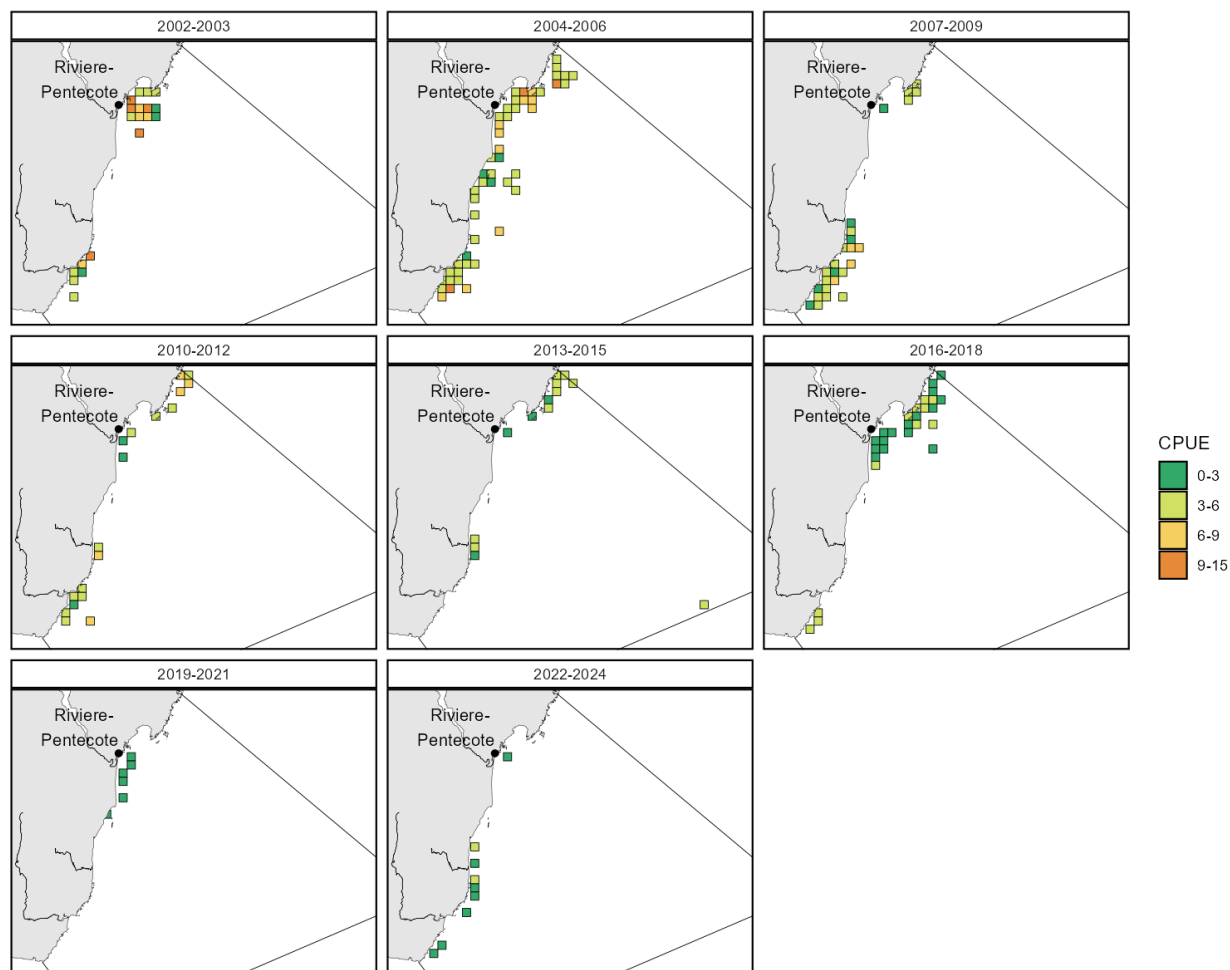 2002-2003
2004-2006
2007-2009
Riviere-
Pentecote
Riviere-
Pentecote
Riviere-
Pentecote
2010-2012
2013-2015
2016-2018
Riviere-
Pentecote
Riviere-
Pentecote
Riviere-
Pentecote
CPUE
0-3
3-6
6-9
9-15
2019-2021
2022-2024
Riviere-
Pentecote
Riviere-
Pentecote